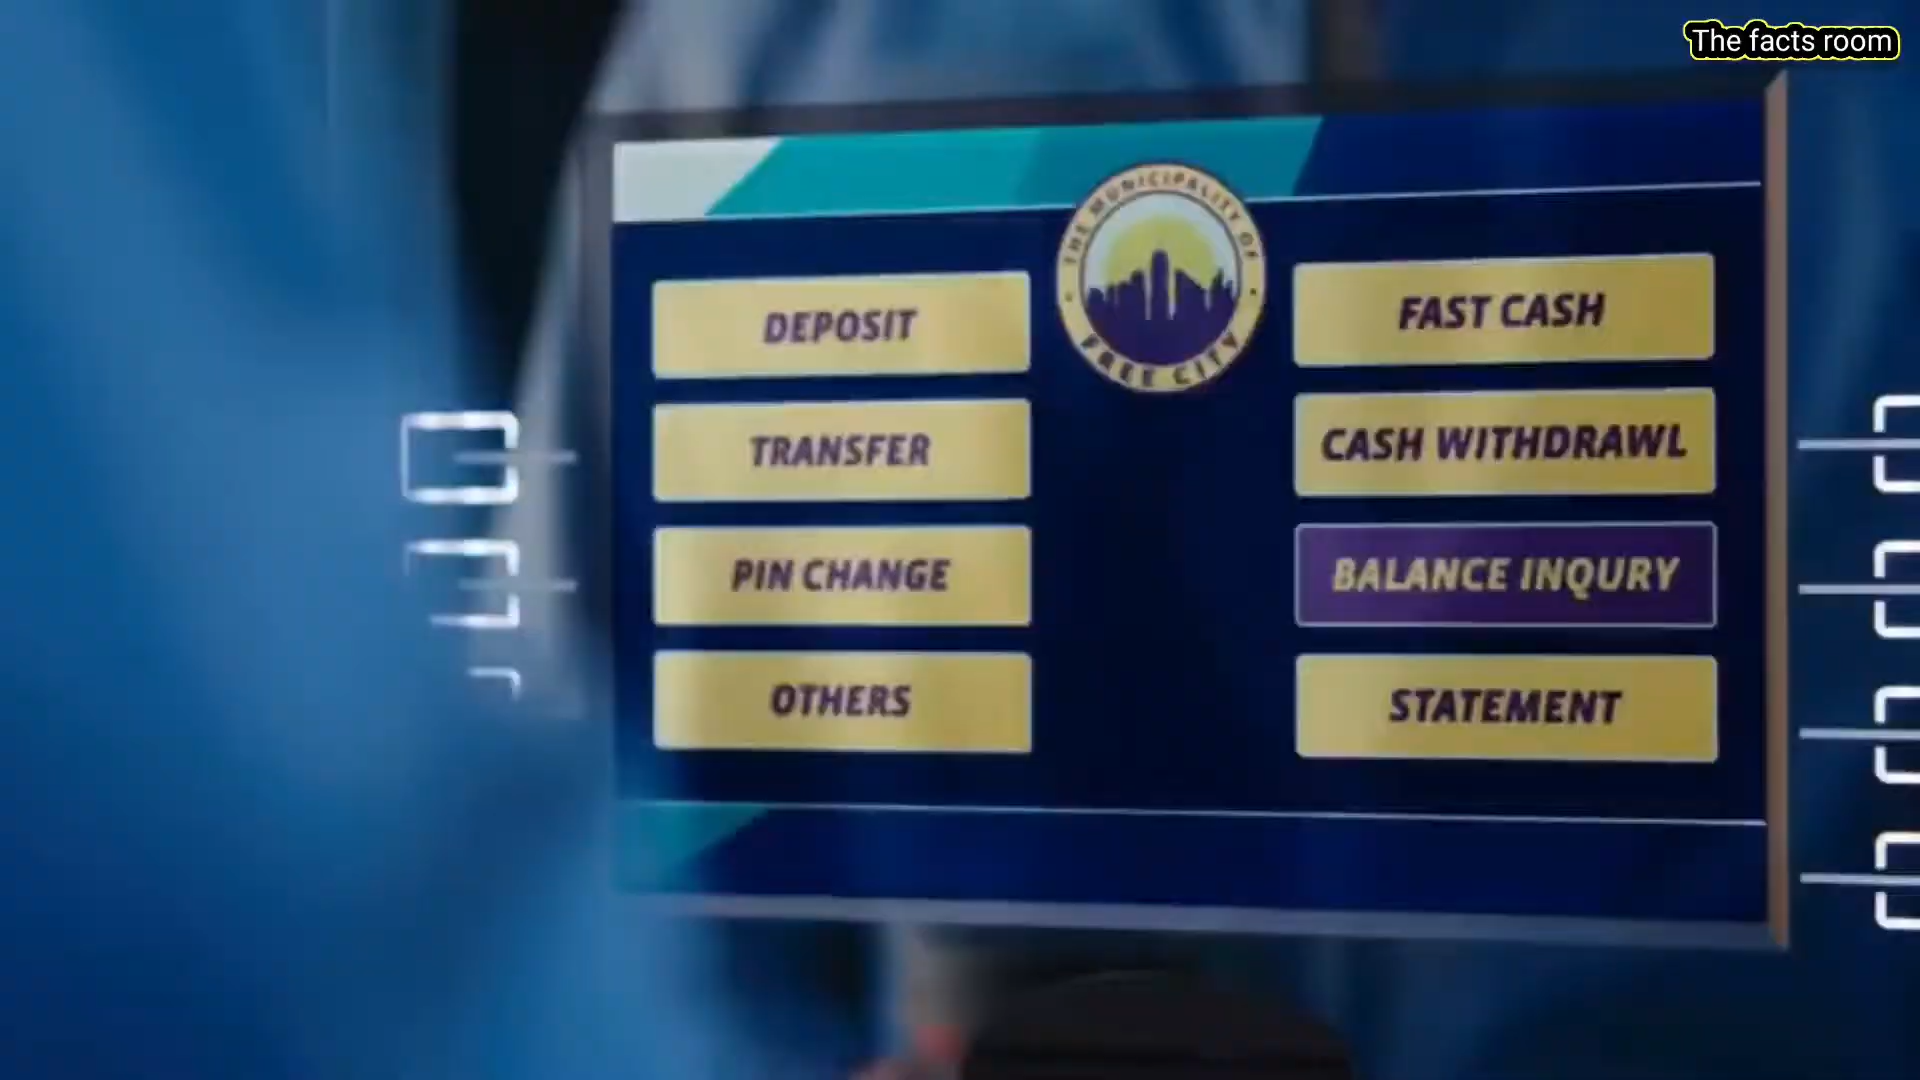 The facts room
THE MUNICIPALITY OF
FREE CITY
DEPOSIT
TRANSFER
PIN CHANGE
OTHERS
FAST CASH
CASH WITHDRAWL
BALANCE INQURY
STATEMENT